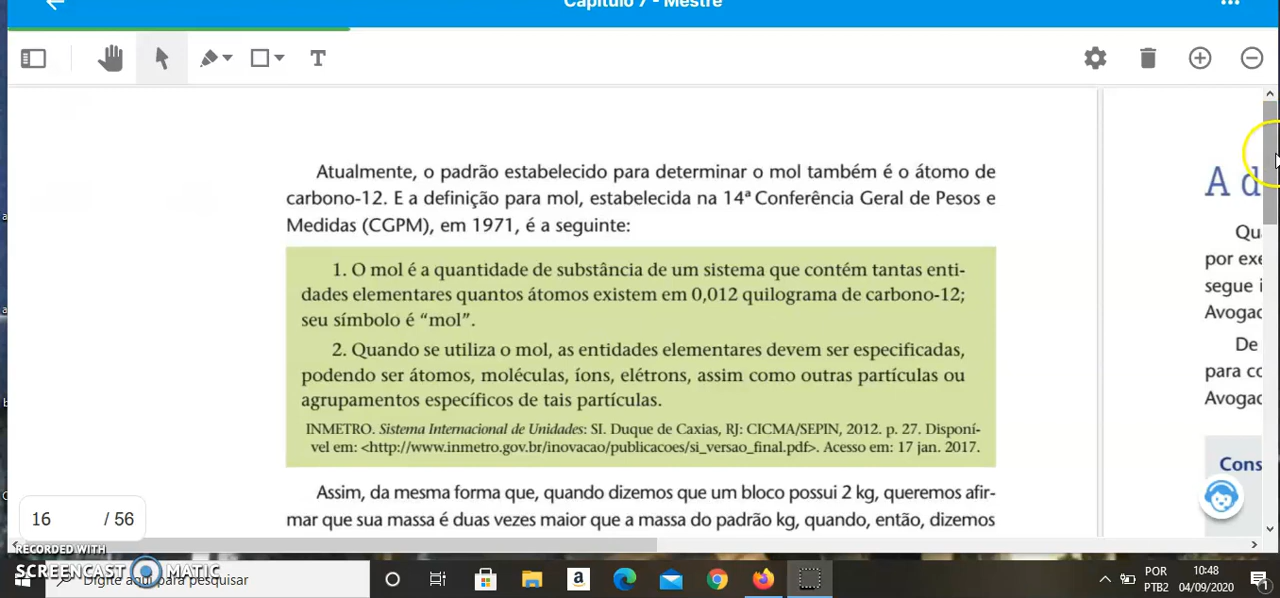 Capítulo 7 - Mestre
Atualmente, o padrão estabelecido para determinar o mol também é o átomo de
carbono-12. E a definição para mol, estabelecida na 14ª Conferência Geral de Pesos e
Medidas (CGPM), em 1971, é a seguinte:
1. O mol é a quantidade de substância de um sistema que contém tantas enti-
dades elementares quantos átomos existem em 0,012 quilograma de carbono-12;
seu símbolo é “mol”.
2. Quando se utiliza o mol, as entidades elementares devem ser especificadas,
podendo ser átomos, moléculas, íons, elétrons, assim como outras partículas ou
agrupamentos específicos de tais partículas.
INMETRO. Sistema Internacional de Unidades: SI. Duque de Caxias, RJ: CICMA/SEPIN, 2012. p. 27. Disponí-
vel em: <http://www.inmetro.gov.br/inovacao/publicacoes/si_versao_final.pdf>. Acesso em: 17 jan. 2017.
Assim, da mesma forma que, quando dizemos que um bloco possui 2 kg, queremos afir-
mar que sua massa é duas vezes maior que a massa do padrão kg, quando, então, dizemos
A d
Qu
por exe
segue i
Avogac
De
para co
Avogac
Cons
16 / 56
RECORDED WITH
SCREENCAST MATIC
Digite aqui para pesquisar
POR
PTB2
10:48
04/09/2020
1